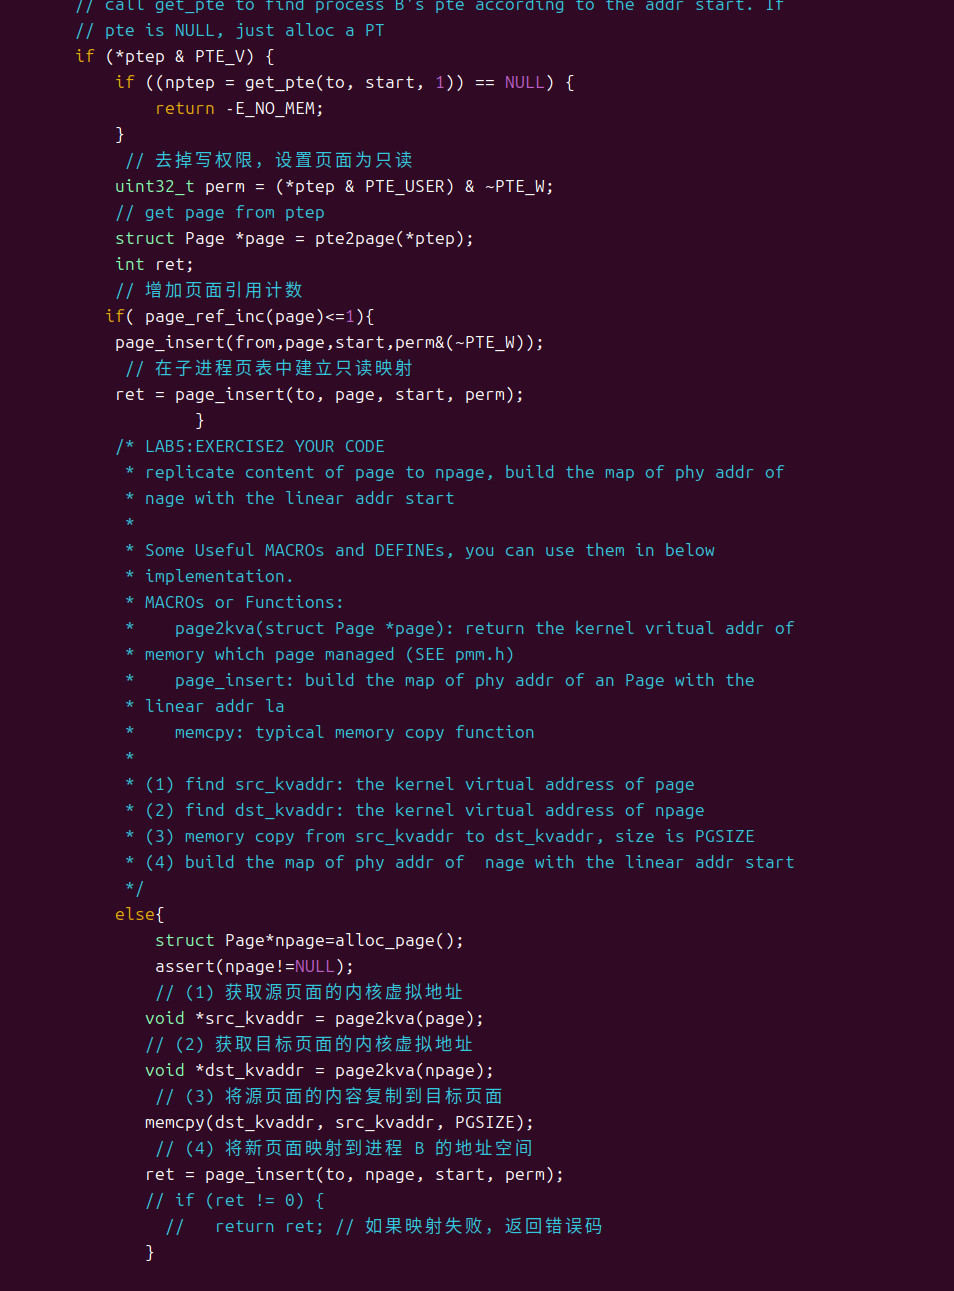 // call get_pte to find process B's pte according to the addr start. If
// pte is NULL, just alloc a PT
if (*ptep & PTE_V) {
if ((nptep = get_pte(to, start, 1)) == NULL) {
return -E_NO_MEM;
}
// 去掉写权限，设置页面为只读
uint32_t perm = (*ptep & PTE_USER) & ~PTE_W;
// get page from ptep
struct Page *page = pte2page(*ptep);
int ret;
// 增加页面引用计数
if( page_ref_inc(page)<=1){
page_insert(from,page,start,perm&(~PTE_W));
// 在子进程页表中建立只读映射
ret = page_insert(to, page, start, perm);
}
/* LAB5:EXERCISE2 YOUR CODE
* replicate content of page to npage, build the map of phy addr of
* nage with the linear addr start
*
* Some Useful MACROs and DEFINEs, you can use them in below
* implementation.
* MACROs or Functions:
*    page2kva(struct Page *page): return the kernel vritual addr of
* memory which page managed (SEE pmm.h)
*    page_insert: build the map of phy addr of an Page with the
* linear addr la
*    memcpy: typical memory copy function
*
* (1) find src_kvaddr: the kernel virtual address of page
* (2) find dst_kvaddr: the kernel virtual address of npage
* (3) memory copy from src_kvaddr to dst_kvaddr, size is PGSIZE
* (4) build the map of phy addr of  nage with the linear addr start
*/
else{
struct Page*npage=alloc_page();
assert(npage!=NULL);
// (1) 获取源页面的内核虚拟地址
void *src_kvaddr = page2kva(page);
// (2) 获取目标页面的内核虚拟地址
void *dst_kvaddr = page2kva(npage);
// (3) 将源页面的内容复制到目标页面
memcpy(dst_kvaddr, src_kvaddr, PGSIZE);
// (4) 将新页面映射到进程 B 的地址空间
ret = page_insert(to, npage, start, perm);
// if (ret != 0) {
//   return ret; // 如果映射失败，返回错误码
}